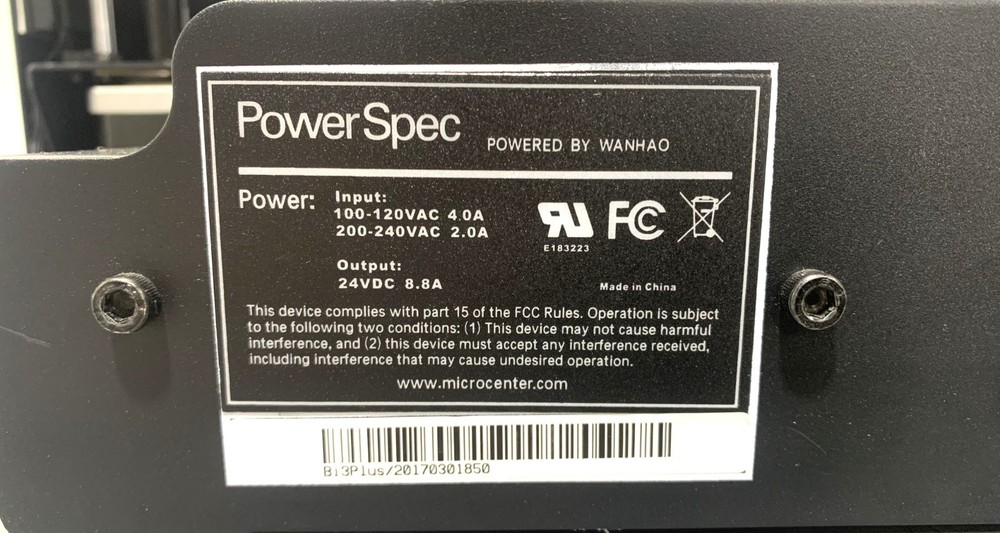 PowerSpec POWERED BY WANHAO
Power: Input:
100-120VAC 4.0A
200-240VAC 2.0A
E183223
FC
Output:
24VDC 8.8A
Made in China
This device complies with part 15 of the FCC Rules. Operation is subject
to the following two conditions: (1) This device may not cause harmful
interference, and (2) this device must accept any interference received,
including interference that may cause undesired operation.
www.microcenter.com
Bi3Plus/20170301850